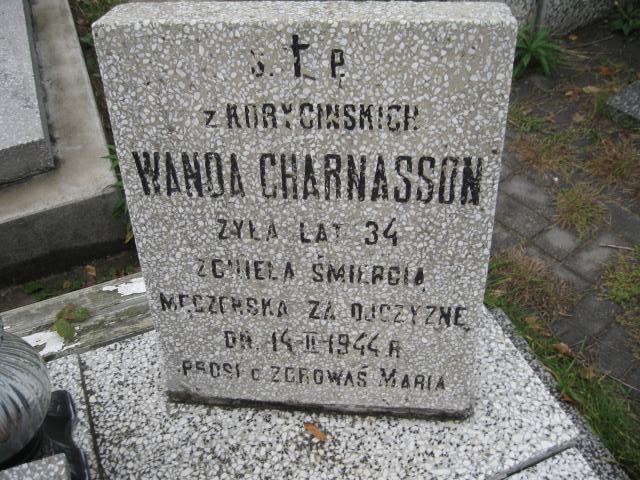 Ś. † P.
z KORYCIŃSKICH
WANDA CHARNASSON
ŻYŁA LAT 34
ZGINĘŁA ŚMIERCIĄ
MĘCZEŃSKĄ ZA OJCZYZNĘ
DN. 14-II-1944 R
PROSI O ZDROWAŚ MARIA